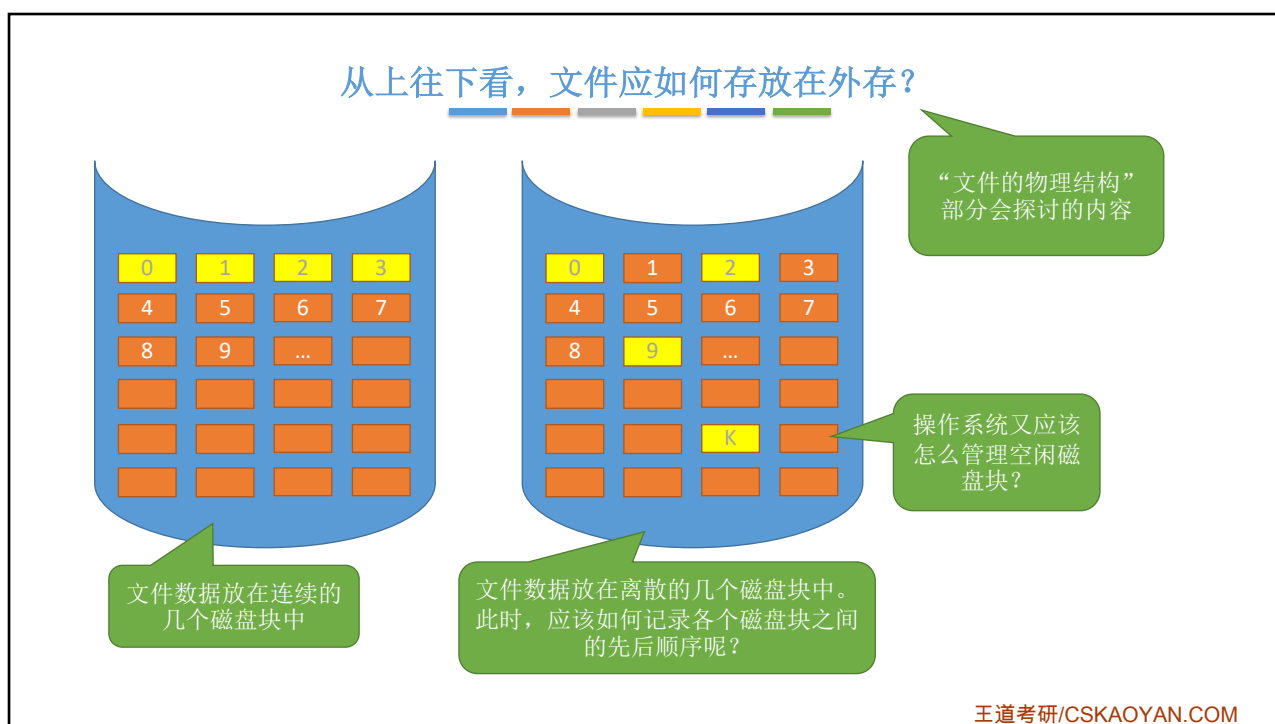 从上往下看，文件应如何存放在外存？
“文件的物理结构”
部分会探讨的内容
0 1 2 3
4 5 6 7
8 9 ...
0 1 2 3
4 5 6 7
8 9 ...
K
操作系统又应该
怎么管理空闲磁
盘块？
文件数据放在连续的
几个磁盘块中
文件数据放在离散的几个磁盘块中。
此时，应该如何记录各个磁盘块之间
的先后顺序呢？
王道考研/CSKAOYAN.COM